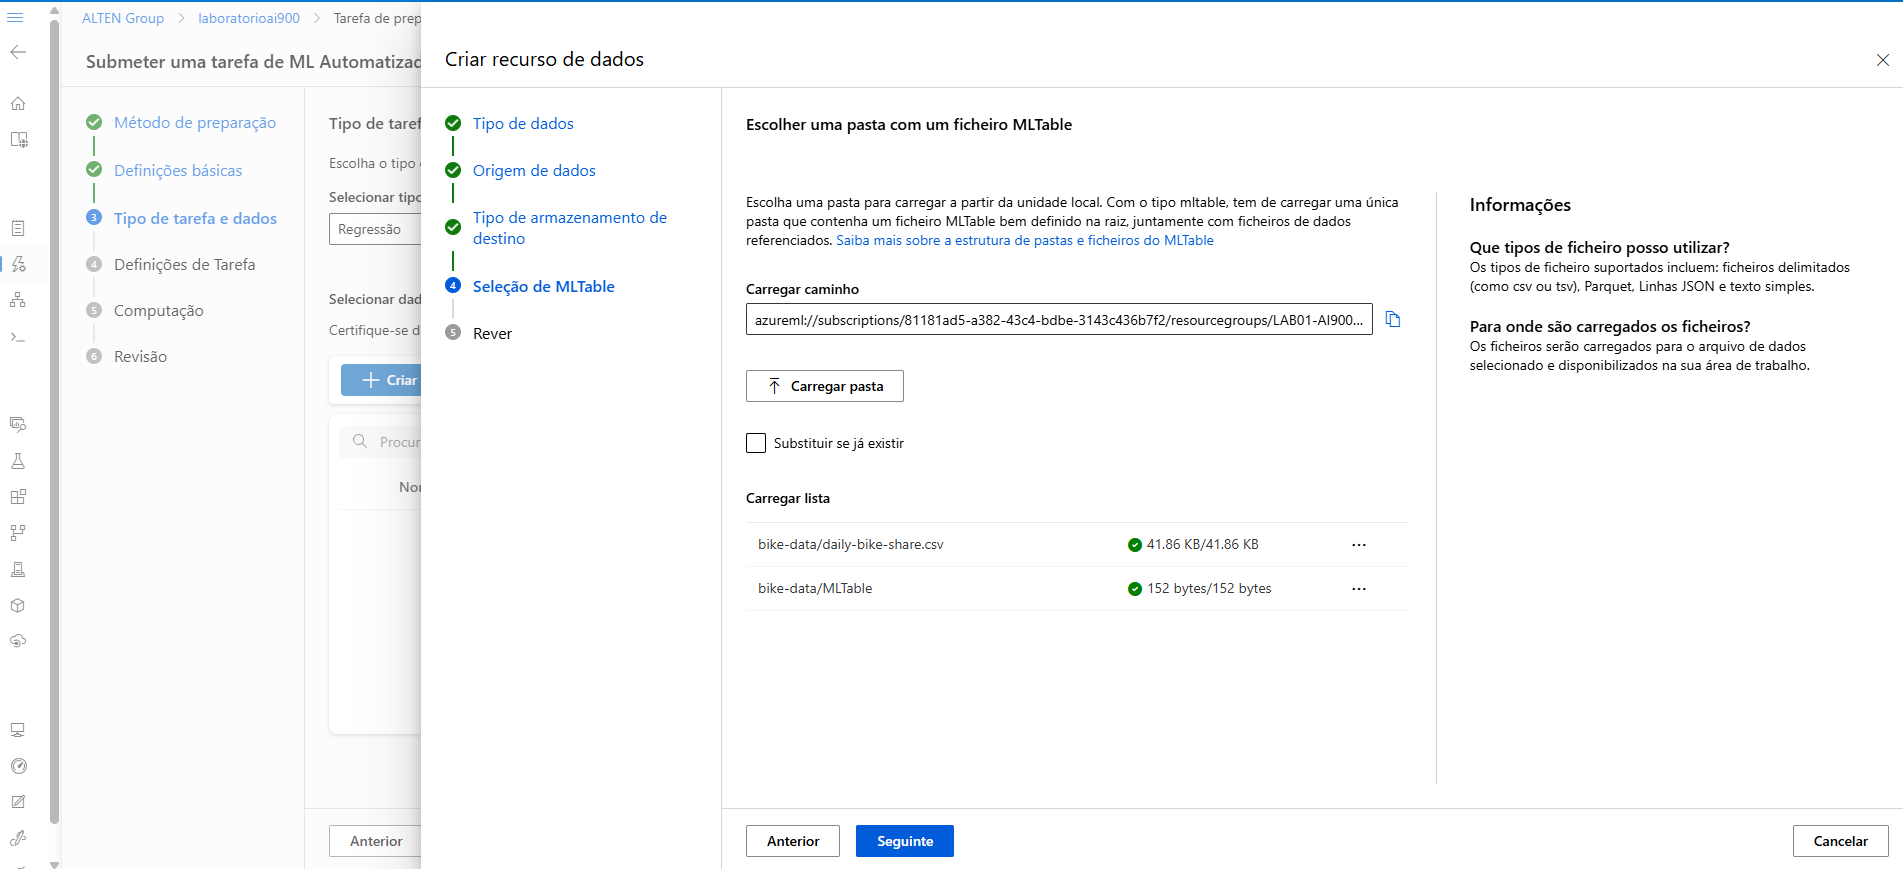 ALTEN Group
laboratorioai900
Tarefa de prep
Submeter uma tarefa de ML Automatizad
Método de preparação
Definições básicas
3
Tipo de tarefa e dados
4
Definições de Tarefa
5
Computação
6
Revisão
Tipo de taref
Escolha o tipo
Selecionar tipo
Regressão
Selecionar dad
Certifique-se d
Criar
Procur
Nor
Anterior
Criar recurso de dados
Tipo de dados
Origem de dados
Tipo de armazenamento de
destino
4
Seleção de MLTable
5
Rever
Escolher uma pasta com um ficheiro MLTable
Escolha uma pasta para carregar a partir da unidade local. Com o tipo mltable, tem de carregar uma única
pasta que contenha um ficheiro MLTable bem definido na raiz, juntamente com ficheiros de dados
referenciados. Saiba mais sobre a estrutura de pastas e ficheiros do MLTable
Carregar caminho
azureml://subscriptions/81181ad5-a382-43c4-bdbe-3143c436b7f2/resourcegroups/LAB01-AI900...
Carregar pasta
Substituir se já existir
Carregar lista
bike-data/daily-bike-share.csv 41.86 KB/41.86 KB ...
bike-data/MLTable 152 bytes/152 bytes ...
Informações
Que tipos de ficheiro posso utilizar?
Os tipos de ficheiro suportados incluem: ficheiros delimitados
(como csv ou tsv), Parquet, Linhas JSON e texto simples.
Para onde são carregados os ficheiros?
Os ficheiros serão carregados para o arquivo de dados
selecionado e disponibilizados na sua área de trabalho.
Anterior
Seguinte
Cancelar